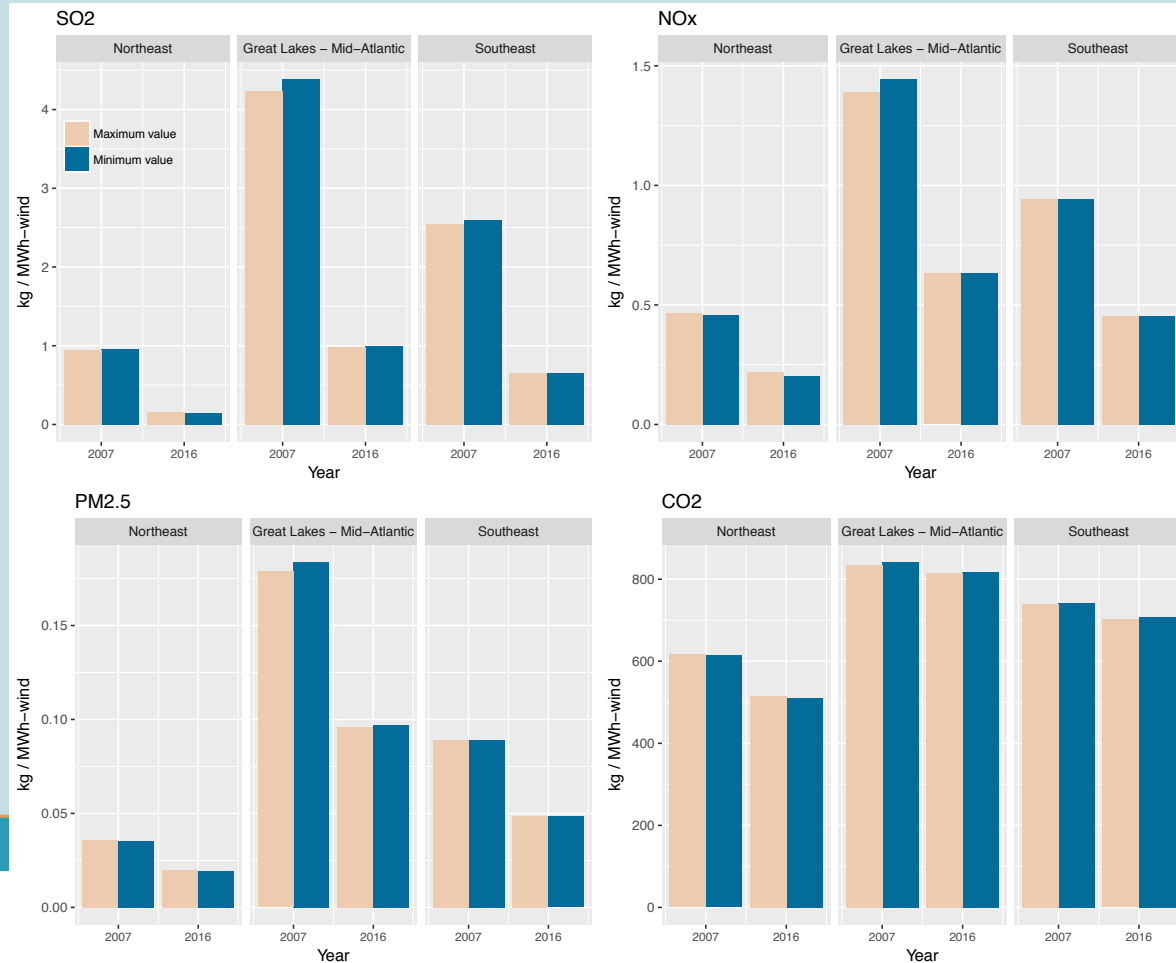 SO2
Northeast
Great Lakes − Mid−Atlantic
Southeast
Maximum value
Minimum value
4
3
2
1
0
kg / MWh−wind
2007
2016
2007
2016
2007
2016
Year
NOx
Northeast
Great Lakes − Mid−Atlantic
Southeast
1.5
1.0
0.5
0.0
kg / MWh−wind
2007
2016
2007
2016
2007
2016
Year
PM2.5
Northeast
Great Lakes − Mid−Atlantic
Southeast
0.15
0.10
0.05
0.00
kg / MWh−wind
2007
2016
2007
2016
2007
2016
Year
CO2
Northeast
Great Lakes − Mid−Atlantic
Southeast
800
600
400
200
0
kg / MWh−wind
2007
2016
2007
2016
2007
2016
Year